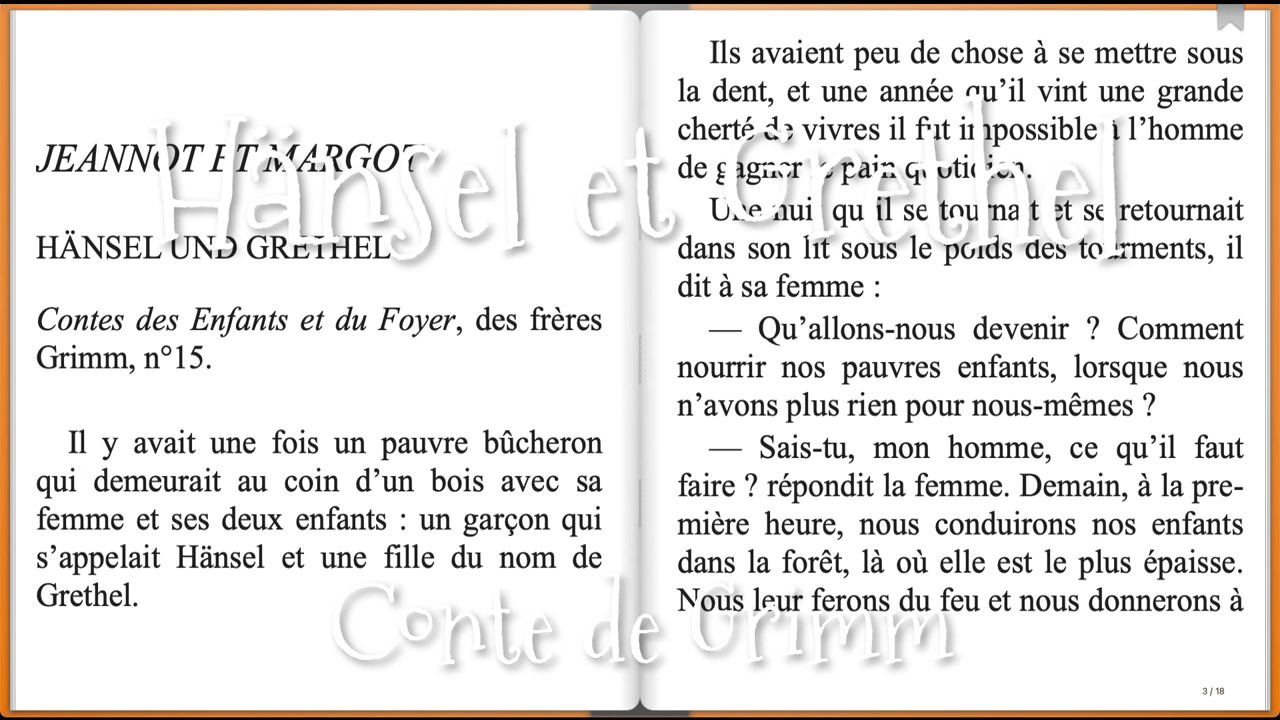 JEANNOT ET MARGOT
HÄNSEL UND GRETHEL
Contes des Enfants et du Foyer, des frères
Grimm, n°15.
Il y avait une fois un pauvre bûcheron
qui demeurait au coin d’un bois avec sa
femme et ses deux enfants : un garçon qui
s’appelait Hänsel et une fille du nom de
Grethel.
Ils avaient peu de chose à se mettre sous
la dent, et une année qu’il vint une grande
cherté de vivres il fut impossible à l’homme
de gagner le pain quotidien.
Une nuit qu’il se tournait et se retournait
dans son lit sous le poids des tourments, il
dit à sa femme :
— Qu’allons-nous devenir ? Comment
nourrir nos pauvres enfants, lorsque nous
n’avons plus rien pour nous-mêmes ?
— Sais-tu, mon homme, ce qu’il faut
faire ? répondit la femme. Demain, à la pre-
mière heure, nous conduirons nos enfants
dans la forêt, là où elle est le plus épaisse.
Nous leur ferons du feu et nous donnerons à
3 / 18
Hänsel et Grethel
Conte de Grimm